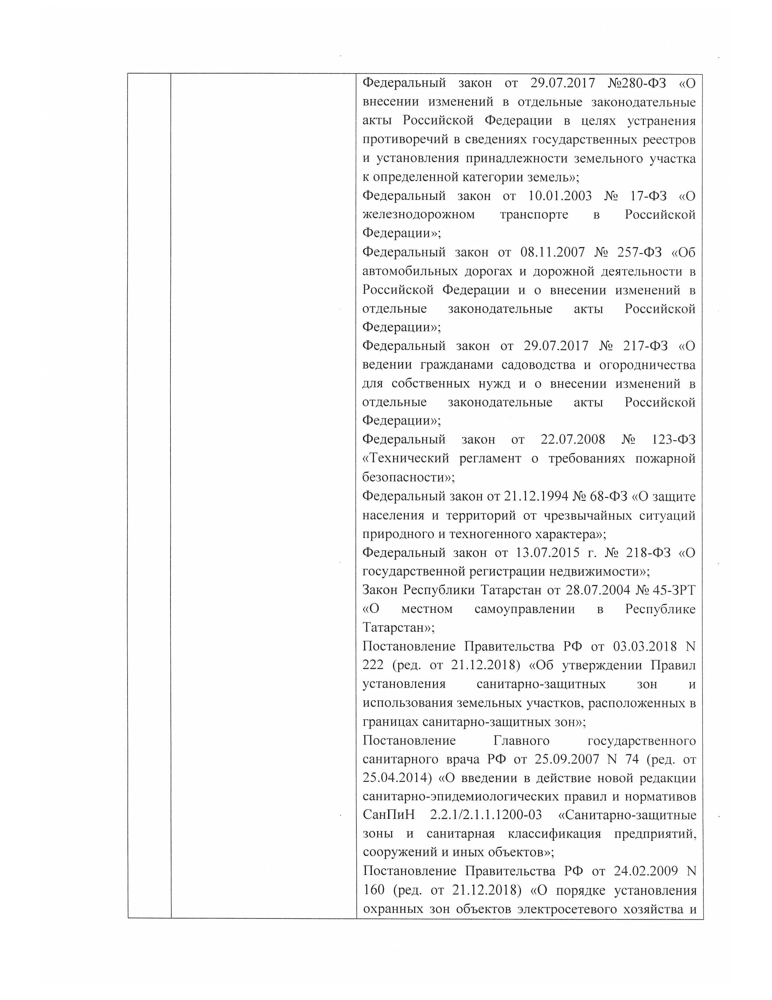 Федеральный закон от 29.07.2017 №280-ФЗ «О
внесении изменений в отдельные законодательные
акты Российской Федерации в целях устранения
противоречий в сведениях государственных реестров
и установления принадлежности земельного участка
к определенной категории земель»;
Федеральный закон от 10.01.2003 № 17-ФЗ «О
железнодорожном транспорте в Российской
Федерации»;
Федеральный закон от 08.11.2007 № 257-ФЗ «Об
автомобильных дорогах и дорожной деятельности в
Российской Федерации и о внесении изменений в
отдельные законодательные акты Российской
Федерации»;
Федеральный закон от 29.07.2017 № 217-ФЗ «О
ведении гражданами садоводства и огородничества
для собственных нужд и о внесении изменений в
отдельные законодательные акты Российской
Федерации»;
Федеральный закон от 22.07.2008 № 123-ФЗ
«Технический регламент о требованиях пожарной
безопасности»;
Федеральный закон от 21.12.1994 № 68-ФЗ «О защите
населения и территорий от чрезвычайных ситуаций
природного и техногенного характера»;
Федеральный закон от 13.07.2015 г. № 218-ФЗ «О
государственной регистрации недвижимости»;
Закон Республики Татарстан от 28.07.2004 № 45-ЗРТ
«О местном самоуправлении в Республике
Татарстан»;
Постановление Правительства РФ от 03.03.2018 N
222 (ред. от 21.12.2018) «Об утверждении Правил
установления санитарно-защитных зон и
использования земельных участков, расположенных в
границах санитарно-защитных зон»;
Постановление Главного государственного
санитарного врача РФ от 25.09.2007 N 74 (ред. от
25.04.2014) «О введении в действие новой редакции
санитарно-эпидемиологических правил и нормативов
СанПиН 2.2.1/2.1.1.1200-03 «Санитарно-защитные
зоны и санитарная классификация предприятий,
сооружений и иных объектов»;
Постановление Правительства РФ от 24.02.2009 N
160 (ред. от 21.12.2018) «О порядке установления
охранных зон объектов электросетевого хозяйства и